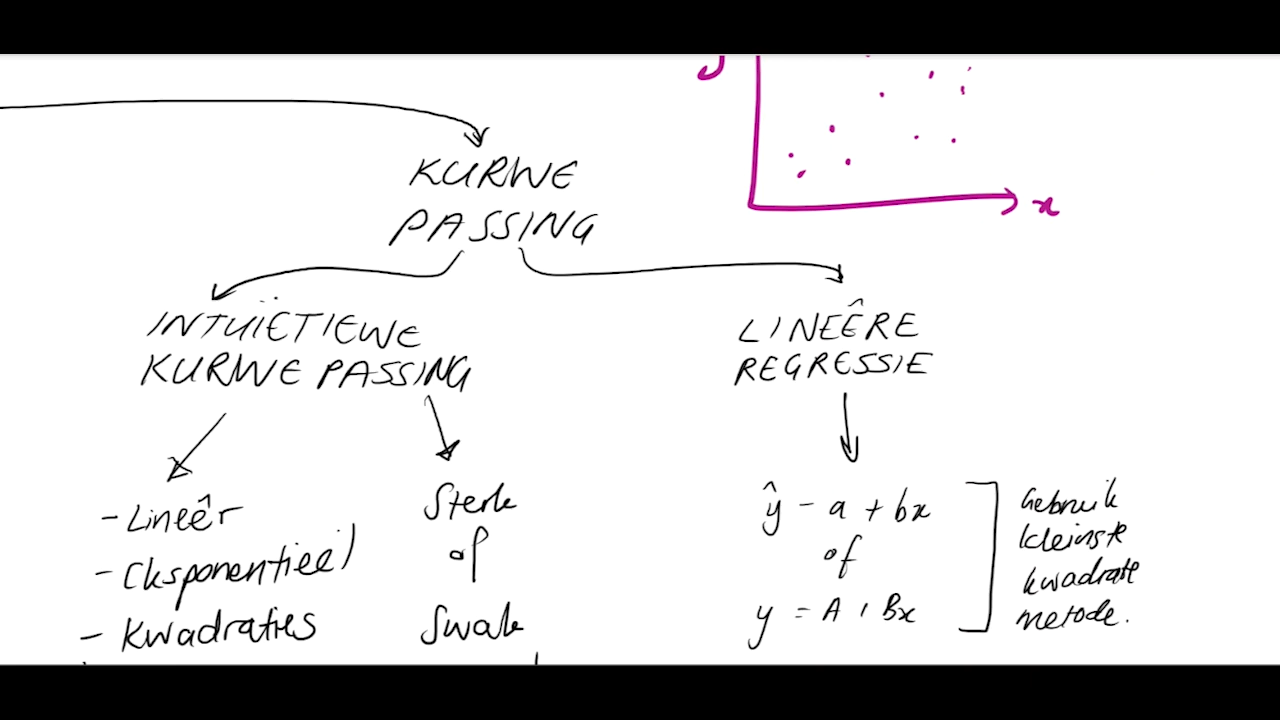 y
x
KURWE
PASSING
INTUÏETIEWE
KURWE PASSING
LINEÊRE
REGRESSIE
- Lineêr
- Eksponentieel
- Kwadraties
Sterk
of
Swak
ŷ = a + bx
of
y = A + Bx
Gebruik
kleinste
kwadrate
metode.